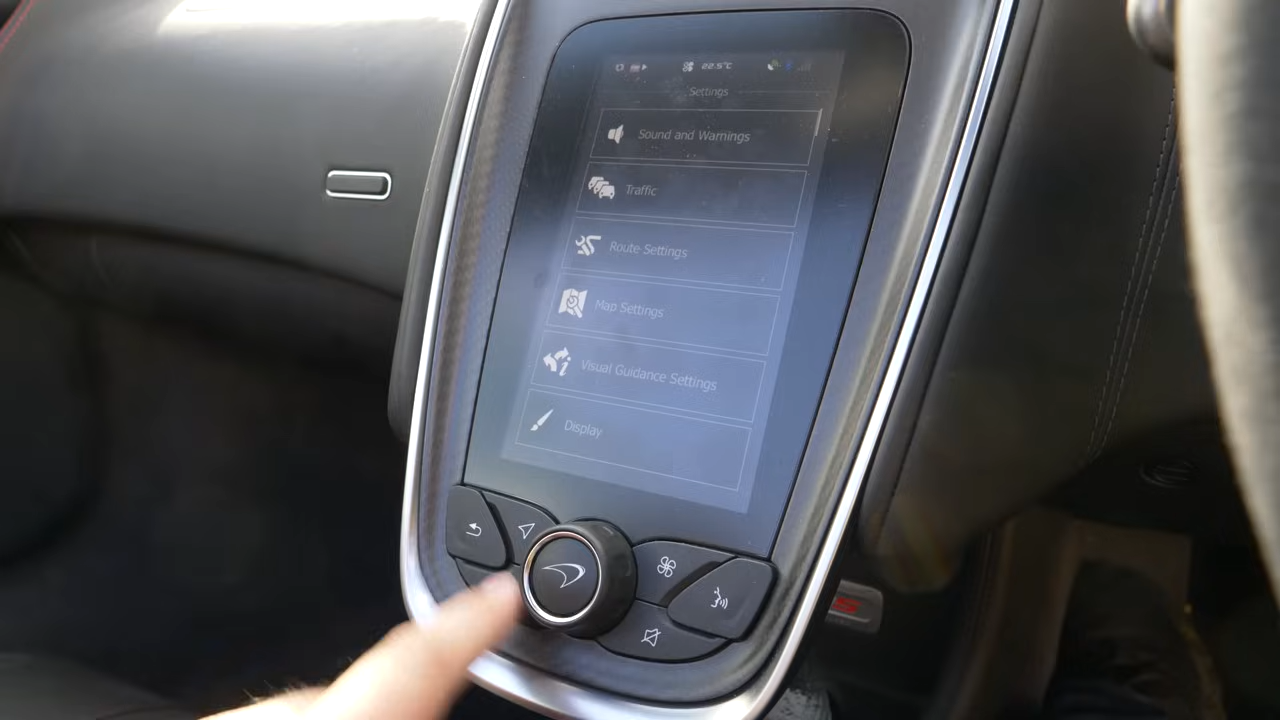 22.5°C
Settings
Sound and Warnings
Traffic
Route Settings
Map Settings
Visual Guidance Settings
Display